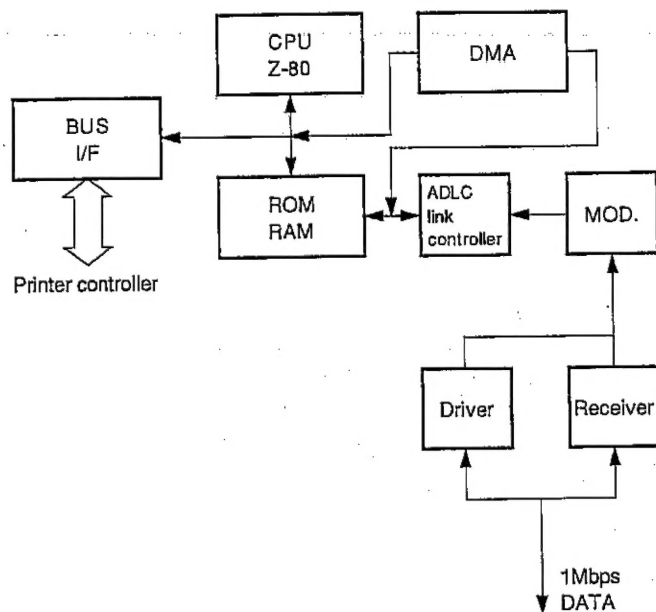 CPU
Z-80
DMA
BUS
I/F
ROM
RAM
ADLC
link
controller
MOD.
Printer controller
Driver
Receiver
1Mbps
DATA